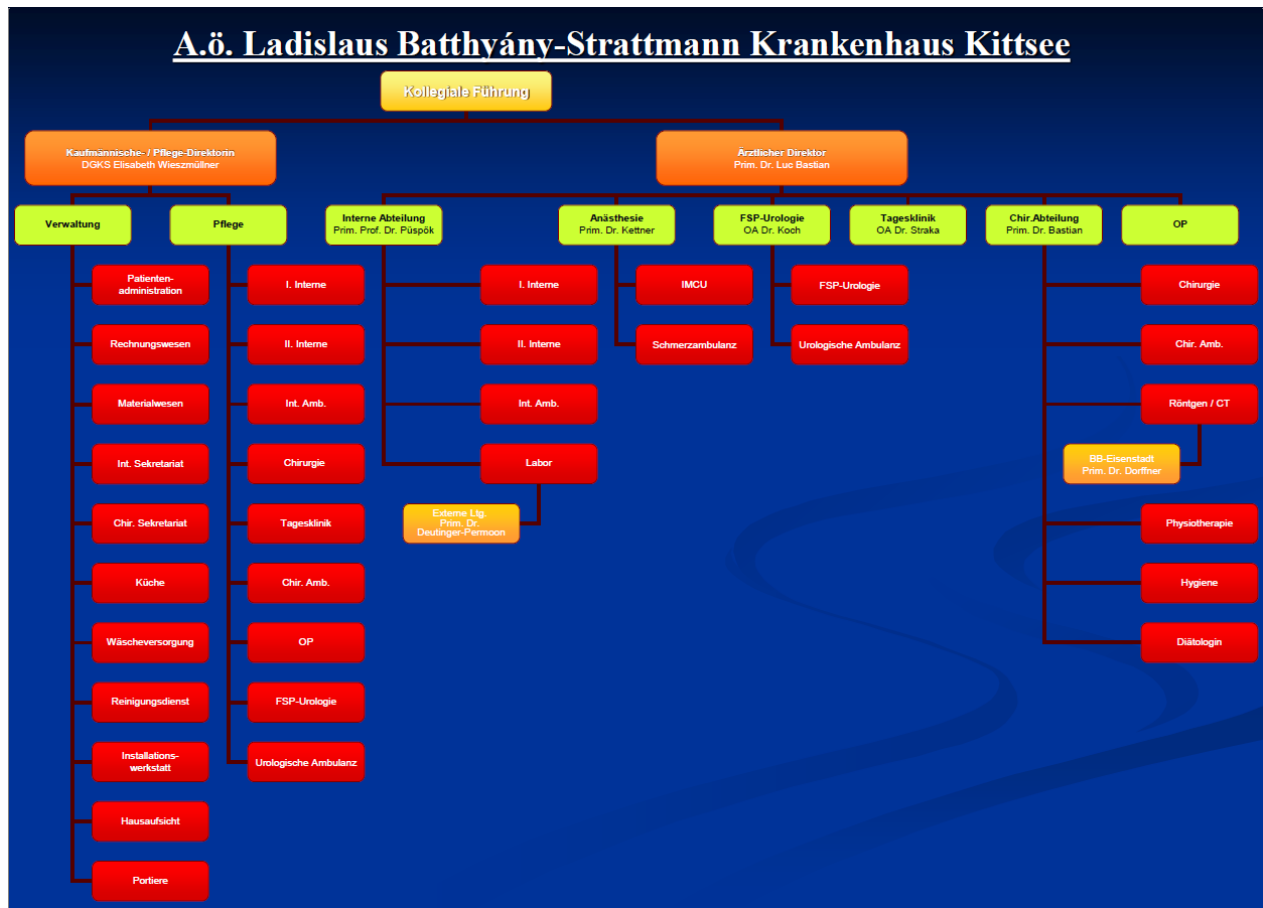 A.ö. Ladislaus Batthyány-Strattmann Krankenhaus Kittsee
Kollegiale Führung
Kaufmännische- / Pflege-Direktorin
DGKS Elisabeth Wieszmüllner
Ärztlicher Direktor
Prim. Dr. Luc Bastian
Verwaltung
Pflege
Interne Abteilung
Prim. Prof. Dr. Püspök
Anästhesie
Prim. Dr. Kettner
FSP-Urologie
OA Dr. Koch
Tagesklinik
OA Dr. Straka
Chir.Abteilung
Prim. Dr. Bastian
OP
Patienten-
administration
Rechnungswesen
Materialwesen
Int. Sekretariat
Chir. Sekretariat
Küche
Wäscheversorgung
Reinigungsdienst
Installations-
werkstatt
Hausaufsicht
Portiere
I. Interne
II. Interne
Int. Amb.
Chirurgie
Tagesklinik
Chir. Amb.
OP
FSP-Urologie
Urologische Ambulanz
I. Interne
II. Interne
Int. Amb.
Labor
Externe Ltg.
Prim. Dr.
Deutinger-Permoon
IMCU
Schmerzambulanz
FSP-Urologie
Urologische Ambulanz
Chirurgie
Chir. Amb.
Röntgen / CT
BB-Eisenstadt
Prim. Dr. Dorffner
Physiotherapie
Hygiene
Diätologin